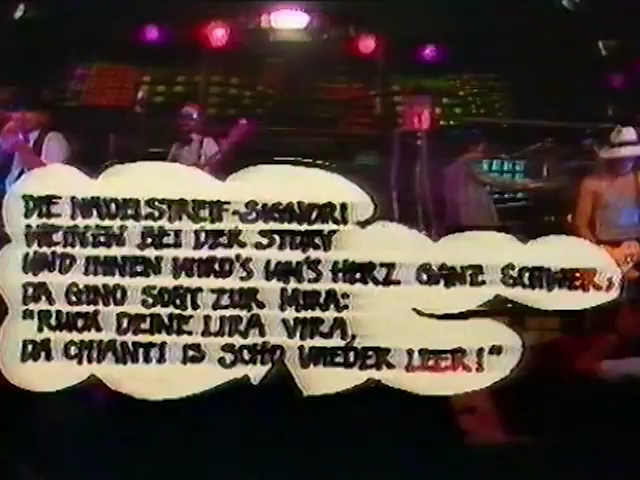 DIE NADELSTREIF-SIGNORI
WEINEN BEI DER STORY
UND IHNEN WIRD'S UM'S HERZ GANZ SCHWER,
DA GINO SOGT ZUR MIRA:
"RUCK DEINE LIRA VIRA,
DA CHIANTI IS SCHO WIEDER LEER!"